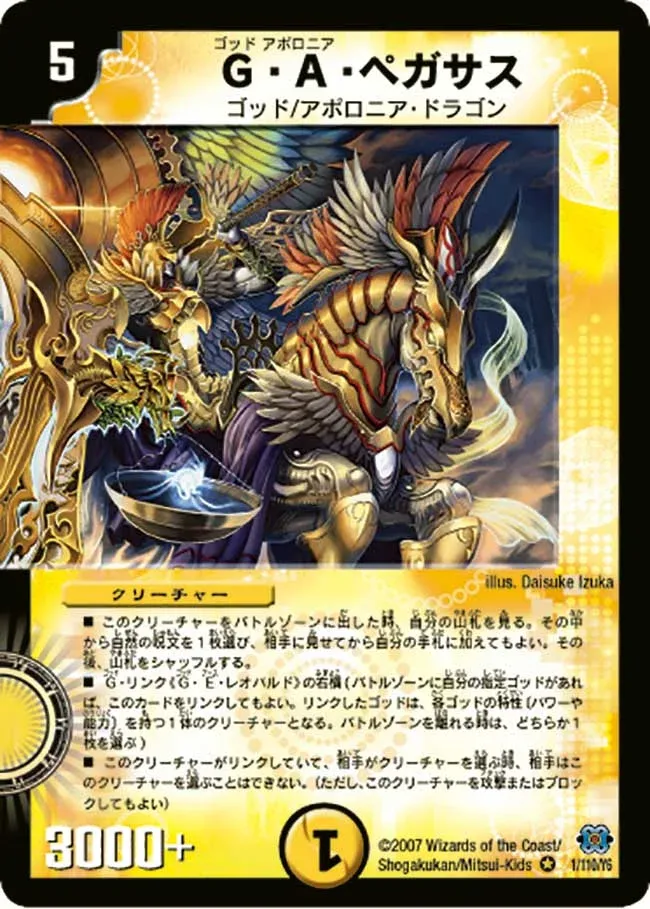 5
ゴッド アポロニア
G・A・ペガサス
ゴッド/アポロニア・ドラゴン
illus. Daisuke Izuka
クリーチャー
■ このクリーチャーをバトルゾーンに出した時、自分の山札を見る。その中
から自然の呪文を1枚選び、相手に見せてから自分の手札に加えてもよい。その
後、山札をシャッフルする。
■ G・リンク《G・E・レオパルド》の右横(バトルゾーンに自分の指定ゴッドがあれ
ば、このカードをリンクしてもよい。リンクしたゴッドは、各ゴッドの特性〔パワーや
能力〕を持つ1体のクリーチャーとなる。バトルゾーンを離れる時は、どちらか1
枚を選ぶ)
■ このクリーチャーがリンクしていて、相手がクリーチャーを選ぶ時、相手はこ
のクリーチャーを選ぶことはできない。(ただし、このクリーチャーを攻撃またはブロッ
クしてもよい)
3000+
1
©2007 Wizards of the Coast/
Shogakukan/Mitsui-Kids
1/110/Y6